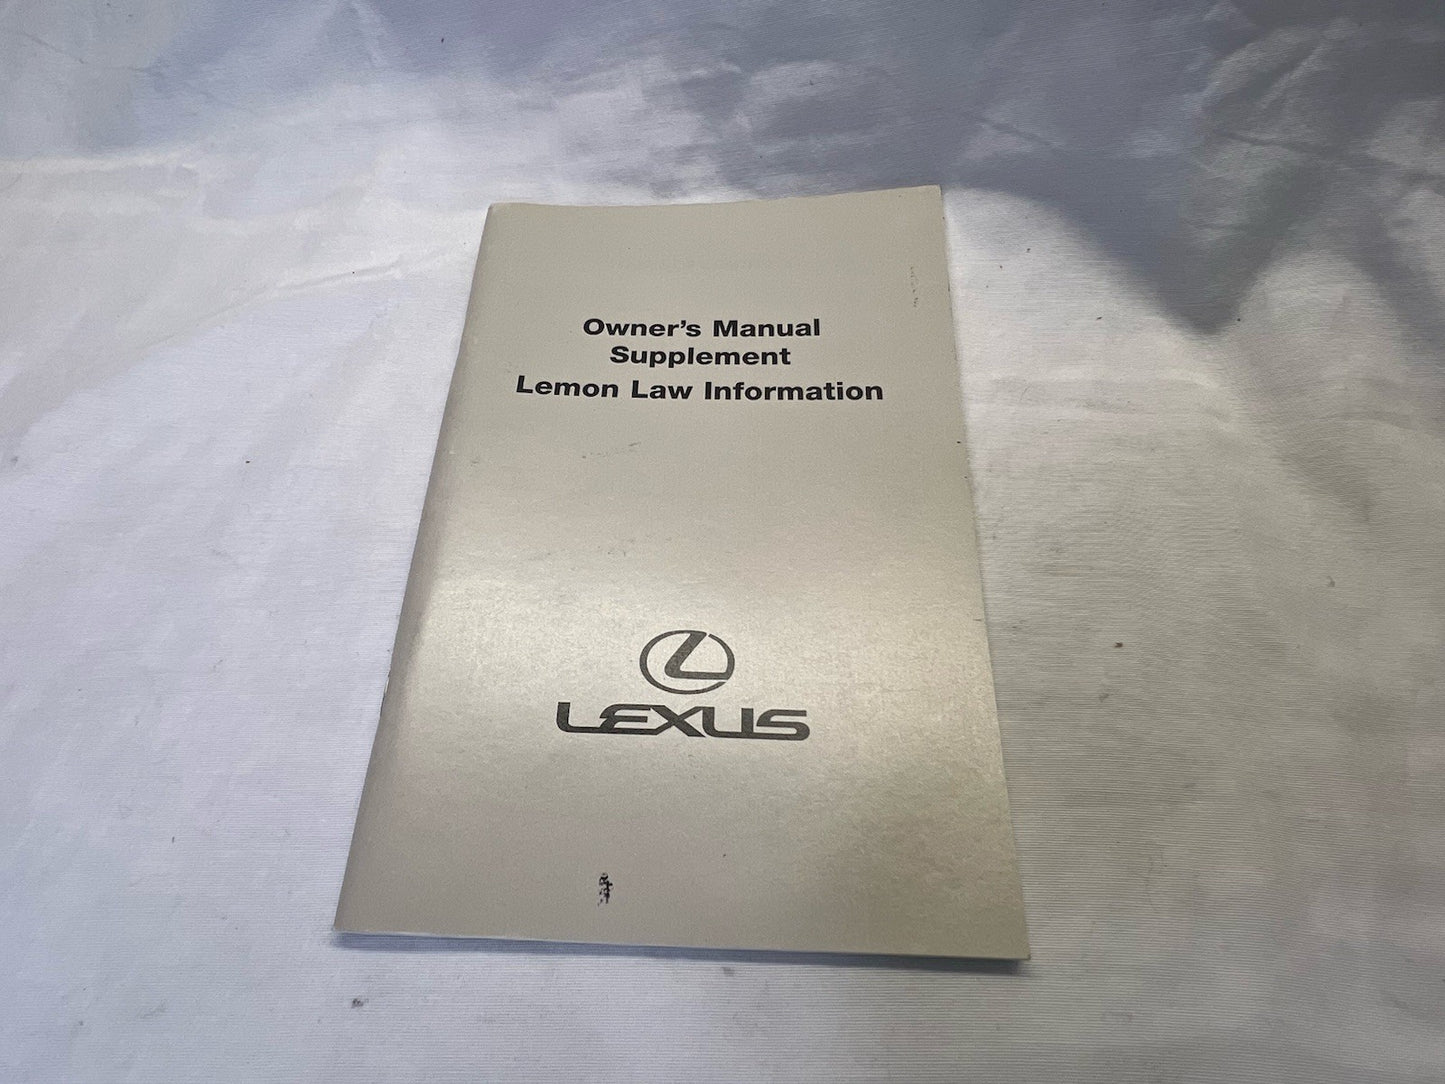 Owner's Manual
Supplement
Lemon Law Information
LEXUS